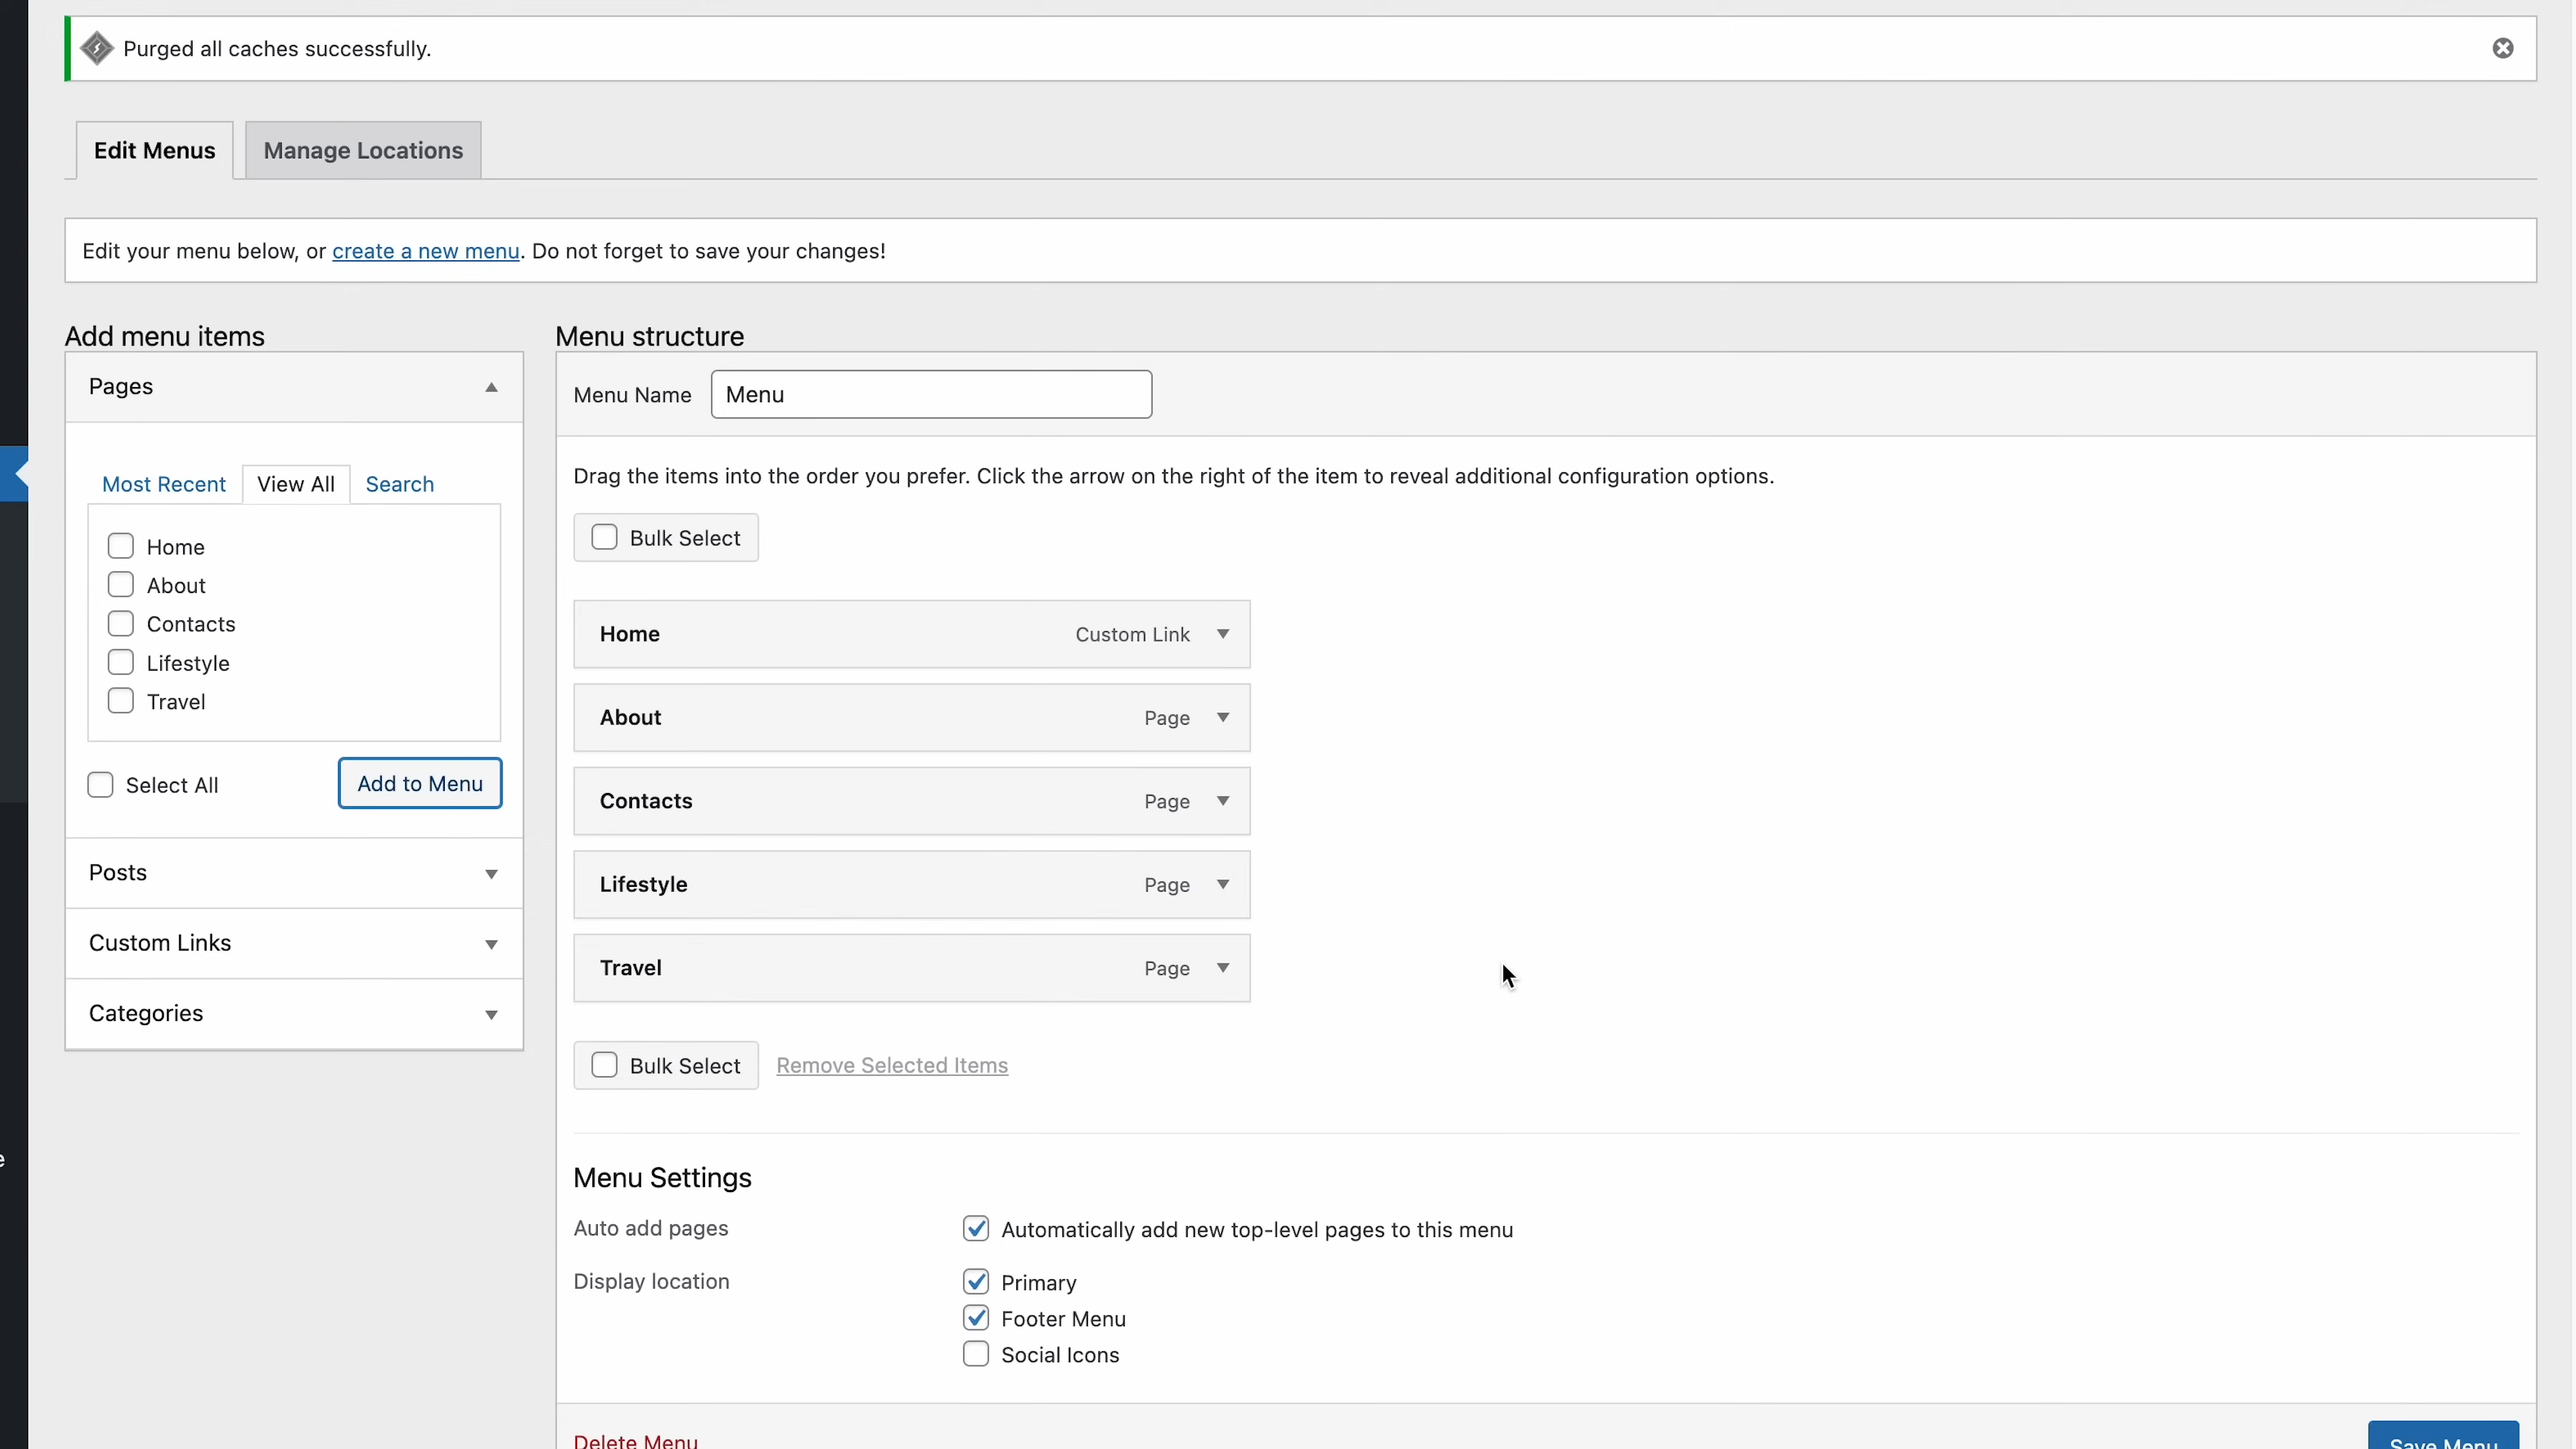 Purged all caches successfully.
Edit Menus
Manage Locations
Edit your menu below, or create a new menu. Do not forget to save your changes!
Add menu items
Pages
Most Recent
View All
Search
Home
About
Contacts
Lifestyle
Travel
Select All
Add to Menu
Posts
Custom Links
Categories
Menu structure
Menu Name
Menu
Drag the items into the order you prefer. Click the arrow on the right of the item to reveal additional configuration options.
Bulk Select
Home Custom Link
About Page
Contacts Page
Lifestyle Page
Travel Page
Bulk Select
Remove Selected Items
Menu Settings
Auto add pages
Automatically add new top-level pages to this menu
Display location
Primary
Footer Menu
Social Icons
Delete Menu
Save Menu
e